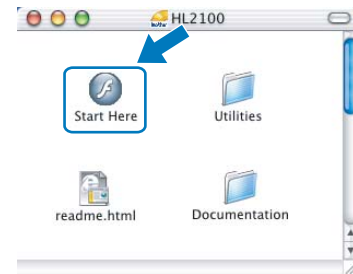 HL2100
Start Here
Utilities
readme.html
Documentation